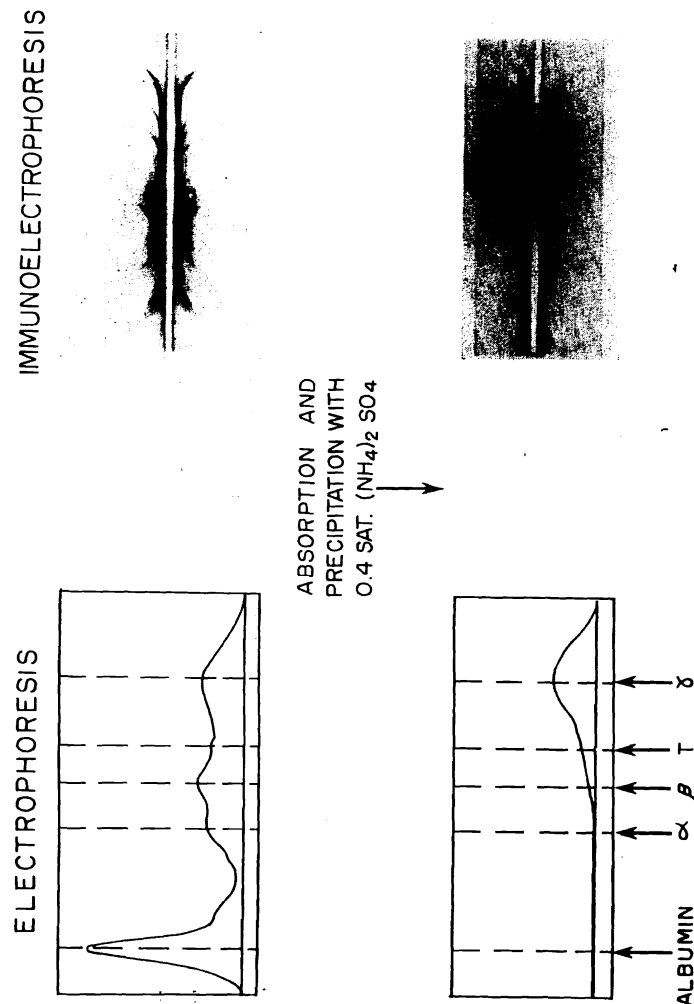 ELECTROPHORESIS
IMMUNOELECTROPHORESIS
ABSORPTION AND
PRECIPITATION WITH
0.4 SAT. (NH4)2 SO4
ALBUMIN α β T γ